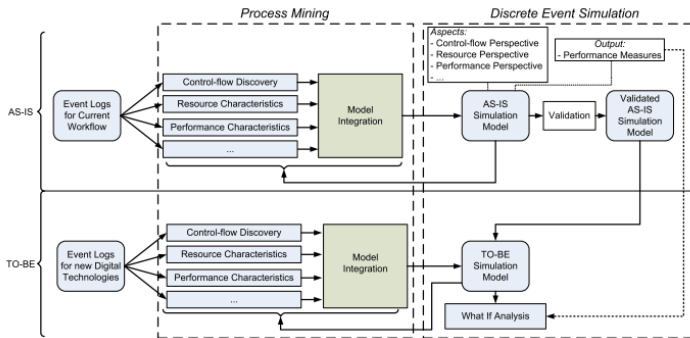 Process Mining
Discrete Event Simulation
Aspects:
- Control-flow Perspective
- Resource Perspective
- Performance Perspective
- ...
Output:
- Performance Measures
AS-IS
Event Logs
for Current
Workflow
Control-flow Discovery
Resource Characteristics
Performance Characteristics
...
Model
Integration
AS-IS
Simulation
Model
Validation
Validated
AS-IS
Simulation
Model
TO-BE
Event Logs
for new Digital
Technologies
Control-flow Discovery
Resource Characteristics
Performance Characteristics
...
Model
Integration
TO-BE
Simulation
Model
What If Analysis